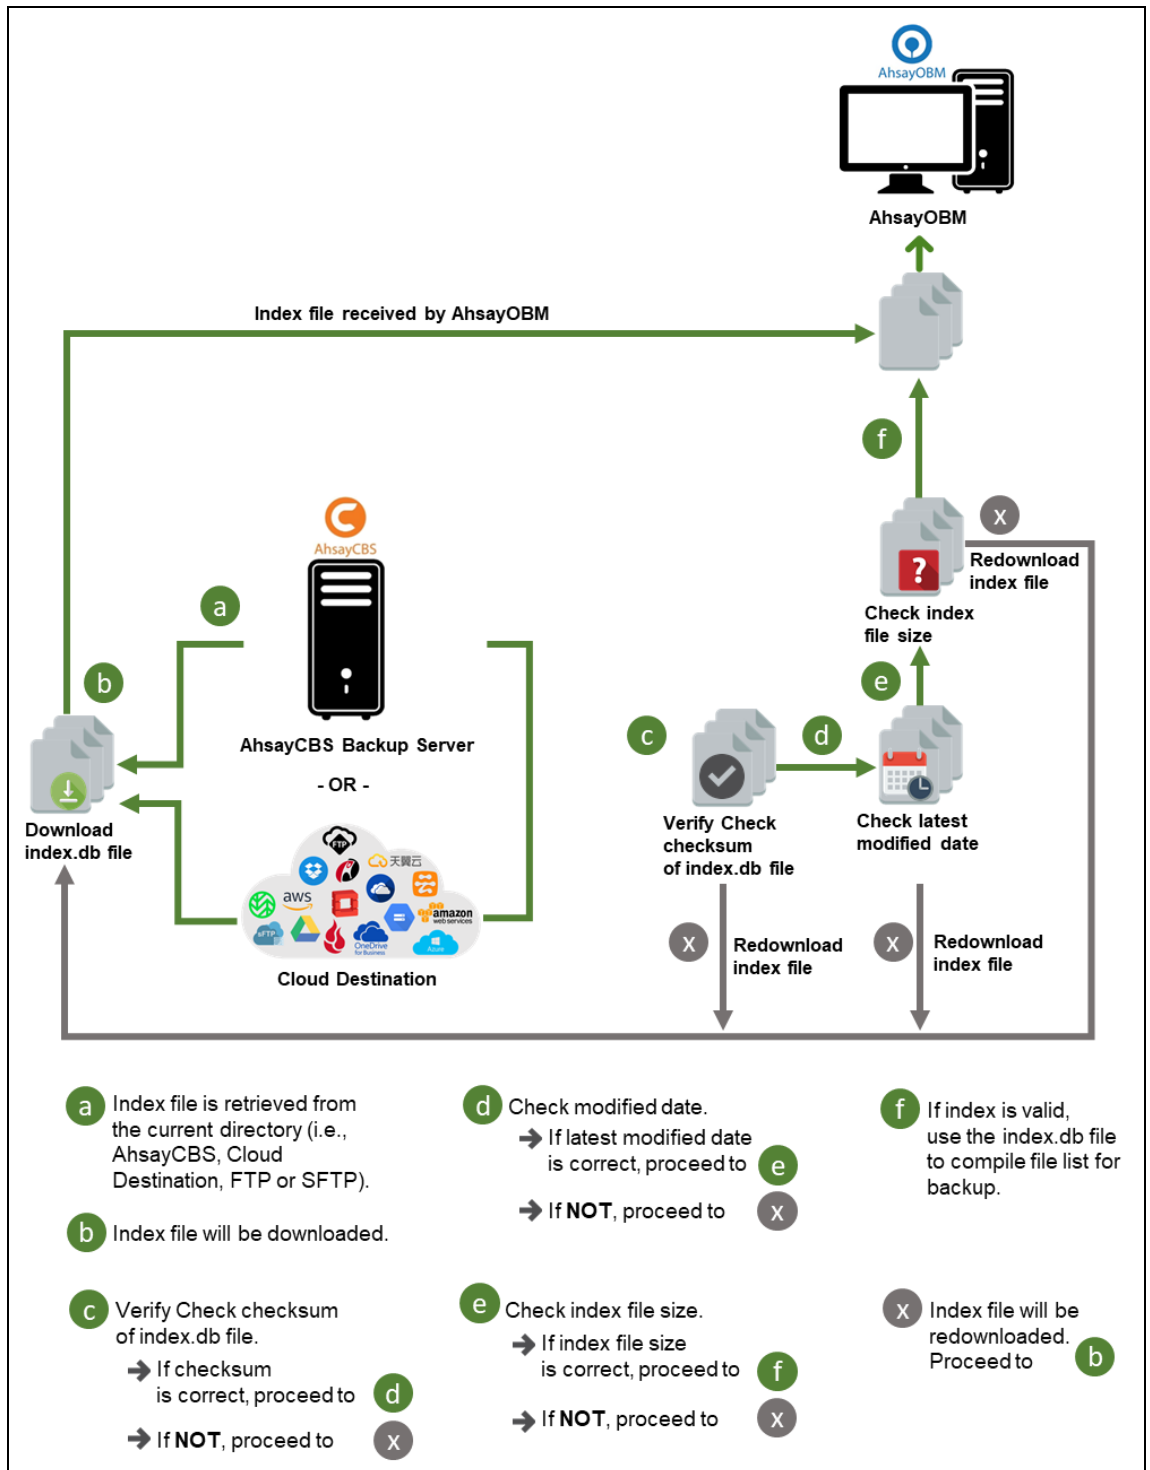 AhsayOBM
AhsayOBM
Index file received by AhsayOBM
f
x
Redownload
index file
Check index
file size
AhsayCBS
a
b
e
c
d
AhsayCBS Backup Server
- OR -
Download
index.db file
Verify Check
checksum
of index.db file
Check latest
modified date
FTP
天翼云
aws
amazon
web services
SFTP
OneDrive
for Business
Azure
Cloud Destination
x
Redownload
index file
x
Redownload
index file
a
Index file is retrieved from
the current directory (i.e.,
AhsayCBS, Cloud
Destination, FTP or SFTP).
b
Index file will be downloaded.
c
Verify Check checksum
of index.db file.
If checksum
is correct, proceed to d
If NOT, proceed to x
d
Check modified date.
If latest modified date
is correct, proceed to e
If NOT, proceed to x
e
Check index file size.
If index file size
is correct, proceed to f
If NOT, proceed to x
f
If index is valid,
use the index.db file
to compile file list for
backup.
x
Index file will be
redownloaded.
Proceed to b